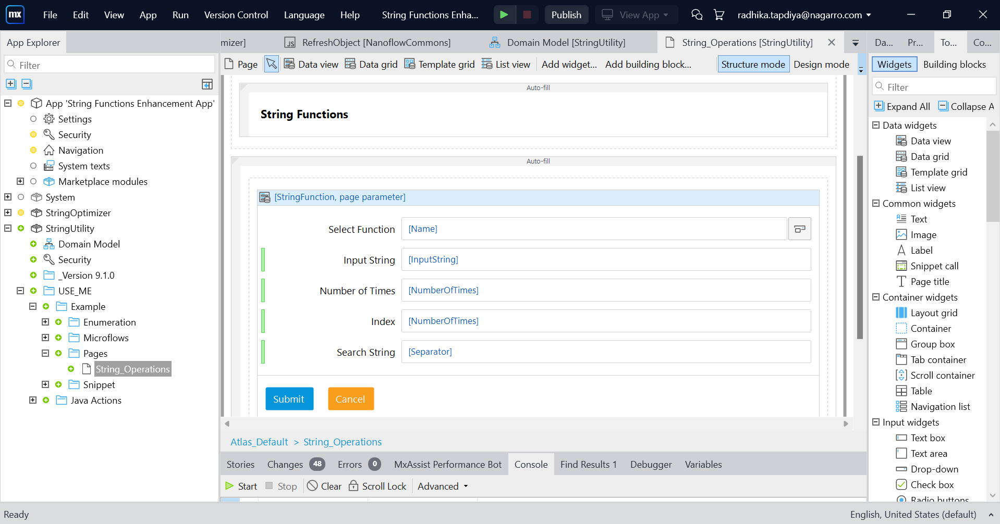 mx File Edit View App Run Version Control Language Help String Functions Enha... Publish View App radhika.tapdiya@nagarro.com
App Explorer
mizer] JS RefreshObject [NanoflowCommons] Domain Model [StringUtility] String_Operations [StringUtility] Da... Pr... To... Co...
Filter
Page Data view Data grid Template grid List view Add widget... Add building block... Structure mode Design mode
Widgets Building blocks
Filter
Expand All Collapse A
App 'String Functions Enhancement App'
Settings
Security
Navigation
System texts
Marketplace modules
System
StringOptimizer
StringUtility
Domain Model
Security
_Version 9.1.0
USE_ME
Example
Enumeration
Microflows
Pages
String_Operations
Snippet
Java Actions
Auto-fill
String Functions
Auto-fill
[StringFunction, page parameter]
Select Function [Name]
Input String [InputString]
Number of Times [NumberOfTimes]
Index [NumberOfTimes]
Search String [Separator]
Submit Cancel
Atlas_Default > String_Operations
Stories Changes 48 Errors 0 MxAssist Performance Bot Console Find Results 1 Debugger Variables
Start Stop Clear Scroll Lock Advanced
Data widgets
Data view
Data grid
Template grid
List view
Common widgets
Text
Image
Label
Snippet call
Page title
Container widgets
Layout grid
Container
Group box
Tab container
Scroll container
Table
Navigation list
Input widgets
Text box
Text area
Drop-down
Check box
Radio buttons
Ready English, United States (default)